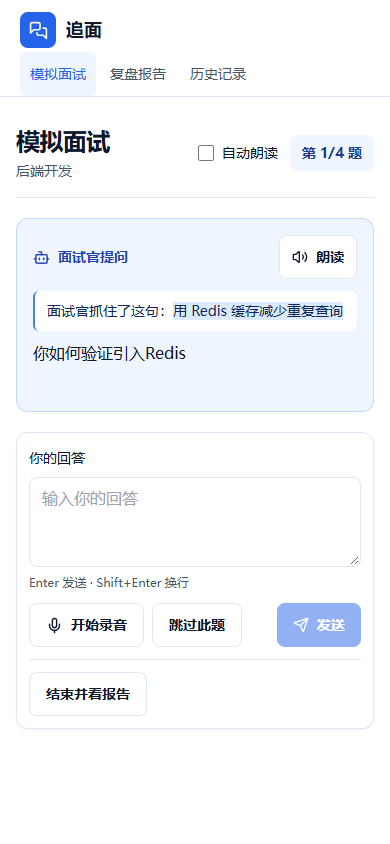 追面
模拟面试 复盘报告 历史记录
模拟面试
后端开发
自动朗读
第 1/4 题
面试官提问
朗读
面试官抓住了这句：用 Redis 缓存减少重复查询
你如何验证引入Redis
你的回答
输入你的回答
Enter 发送 · Shift+Enter 换行
开始录音 跳过此题 发送
结束并看报告